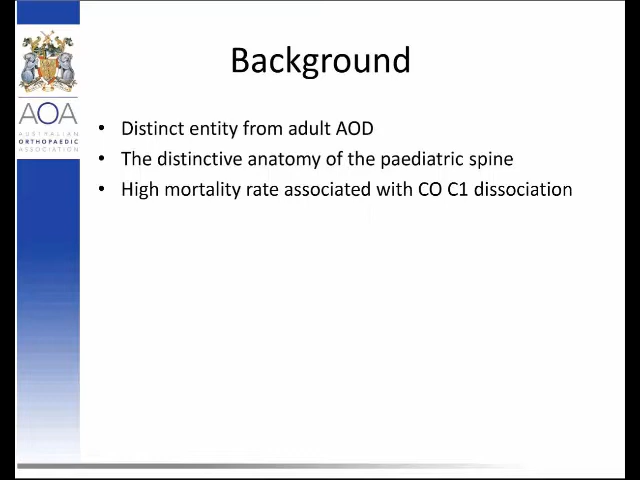 Background
AOA
AUSTRALIAN
ORTHOPAEDIC
ASSOCIATION
• Distinct entity from adult AOD
• The distinctive anatomy of the paediatric spine
• High mortality rate associated with CO C1 dissociation